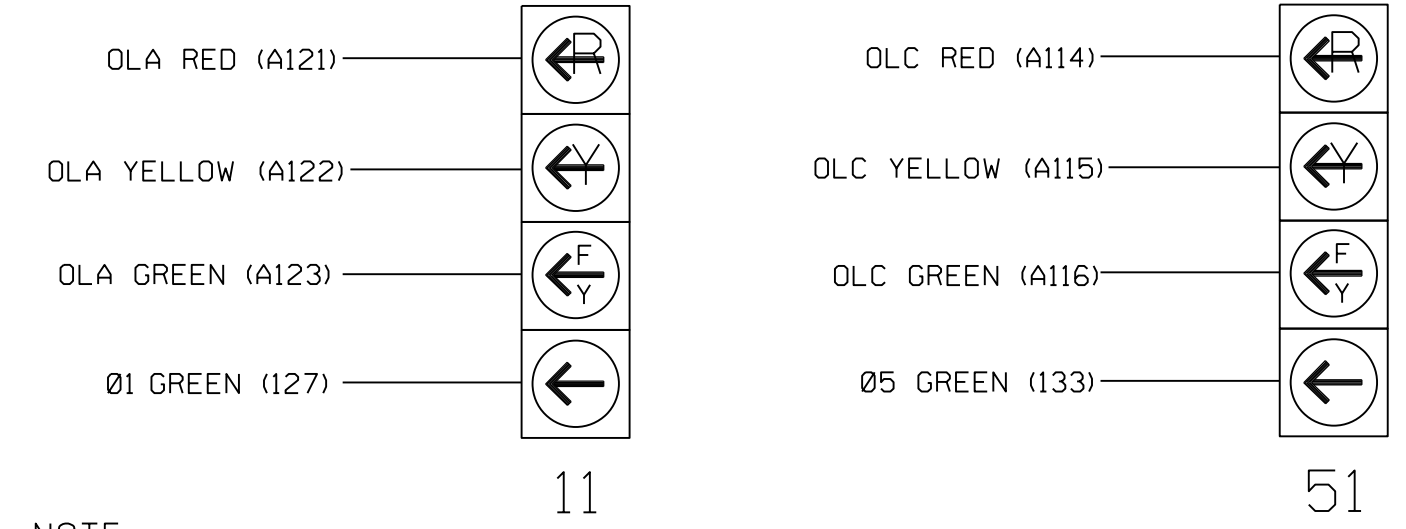 OLA RED (A121)
R
OLA YELLOW (A122)
Y
OLA GREEN (A123)
F
Y
Ø1 GREEN (127)
11
OLC RED (A114)
R
OLC YELLOW (A115)
Y
OLC GREEN (A116)
F
Y
Ø5 GREEN (133)
51
NOTE